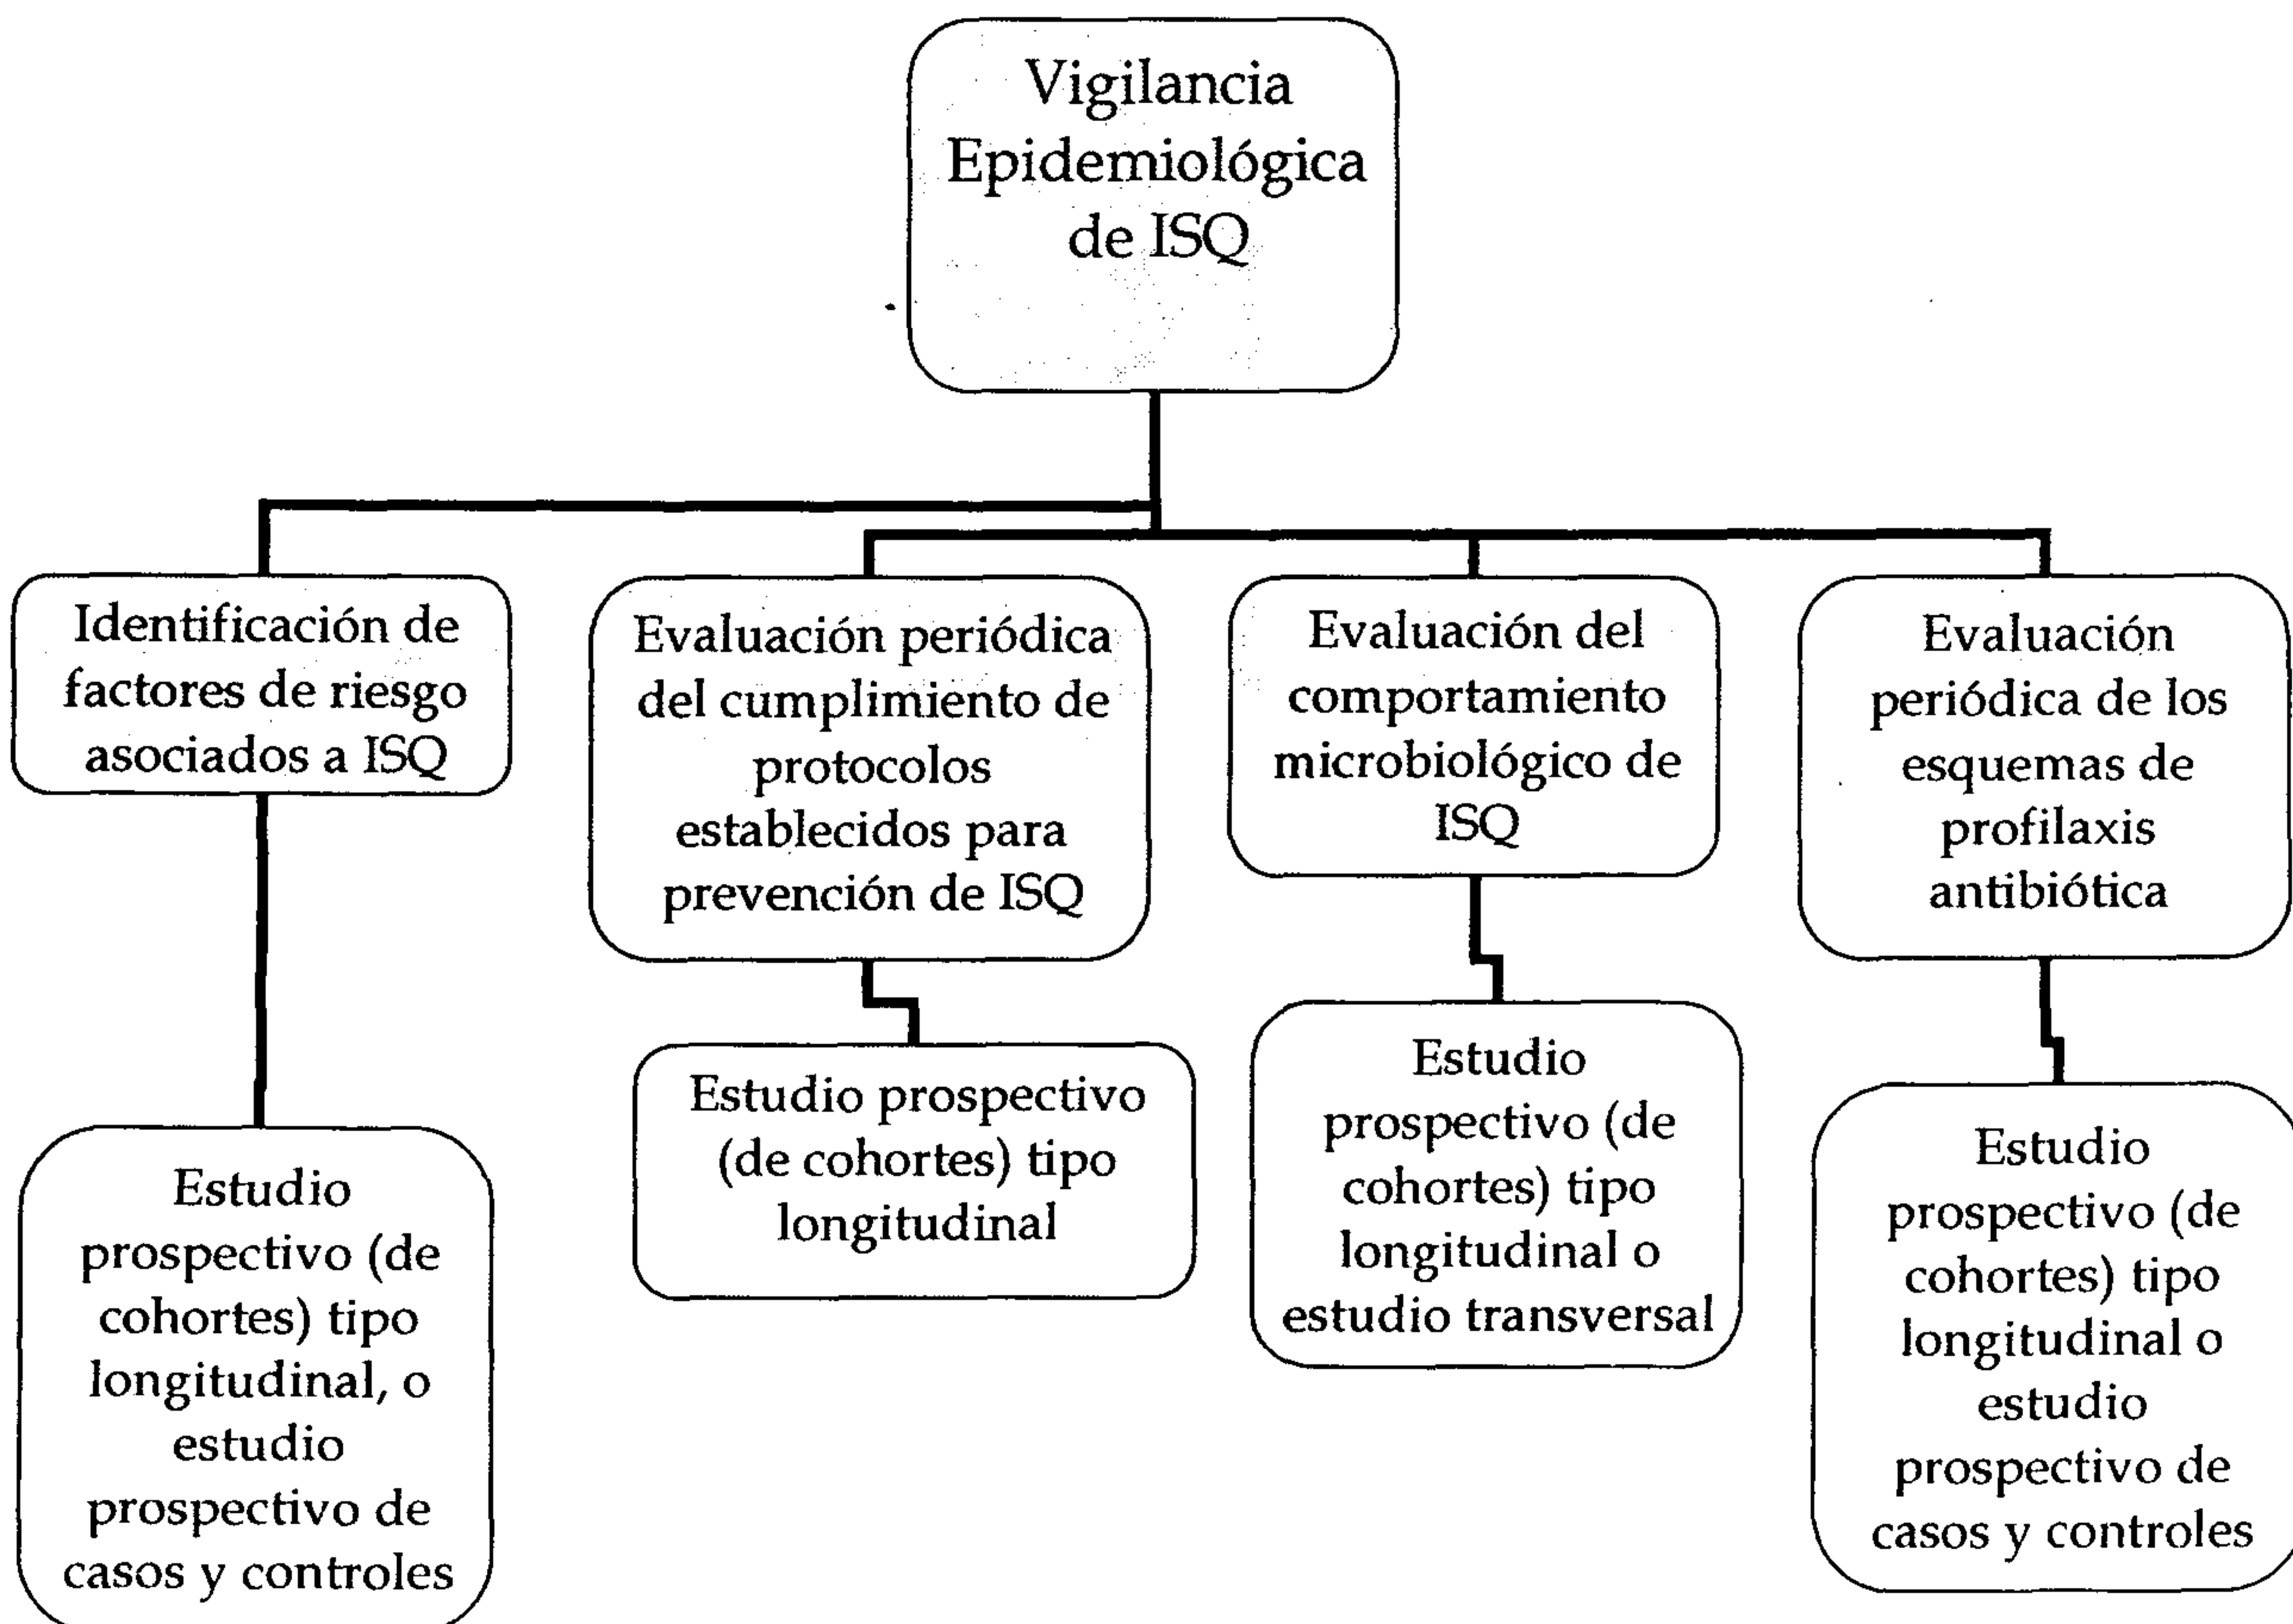 Vigilancia
Epidemiológica
de ISQ
Identificación de
factores de riesgo
asociados a ISQ
Evaluación periódica
del cumplimiento de
protocolos
establecidos para
prevención de ISQ
Evaluación del
comportamiento
microbiológico de
ISQ
Evaluación
periódica de los
esquemas de
profilaxis
antibiótica
Estudio
prospectivo (de
cohortes) tipo
longitudinal, o
estudio
prospectivo de
casos y controles
Estudio prospectivo
(de cohortes) tipo
longitudinal
Estudio
prospectivo (de
cohortes) tipo
longitudinal o
estudio transversal
Estudio
prospectivo (de
cohortes) tipo
longitudinal o
estudio
prospectivo de
casos y controles